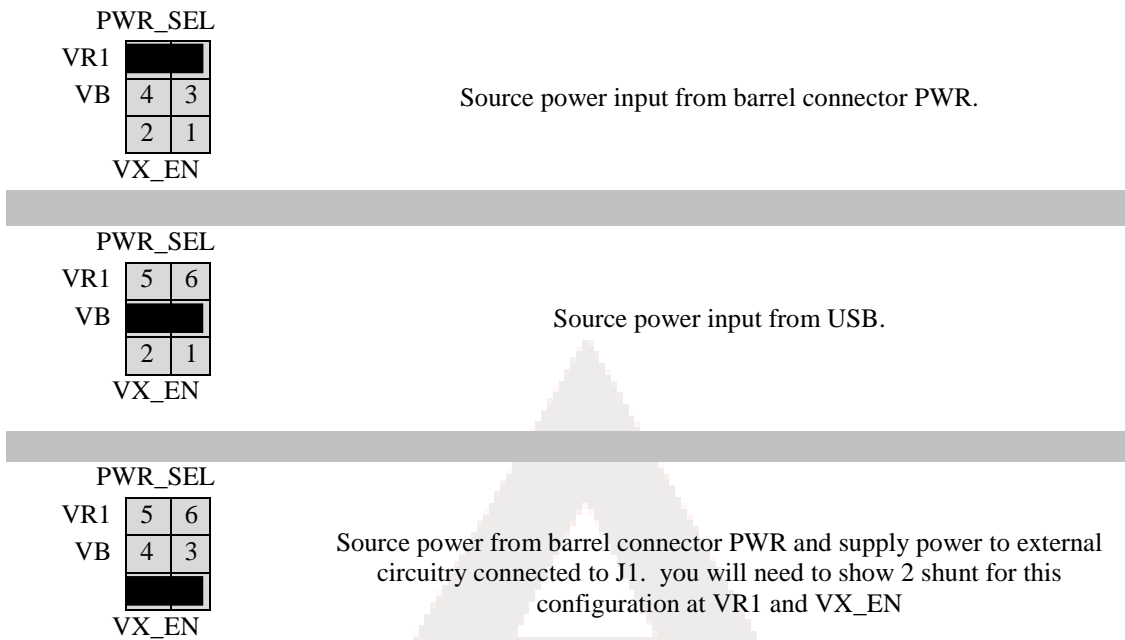 PWR_SEL
VR1
VB 4 3
2 1
VX_EN
Source power input from barrel connector PWR.
PWR_SEL
VR1 5 6
VB
2 1
VX_EN
Source power input from USB.
PWR_SEL
VR1 5 6
VB 4 3
VX_EN
Source power from barrel connector PWR and supply power to external
circuitry connected to J1. you will need to show 2 shunt for this
configuration at VR1 and VX_EN